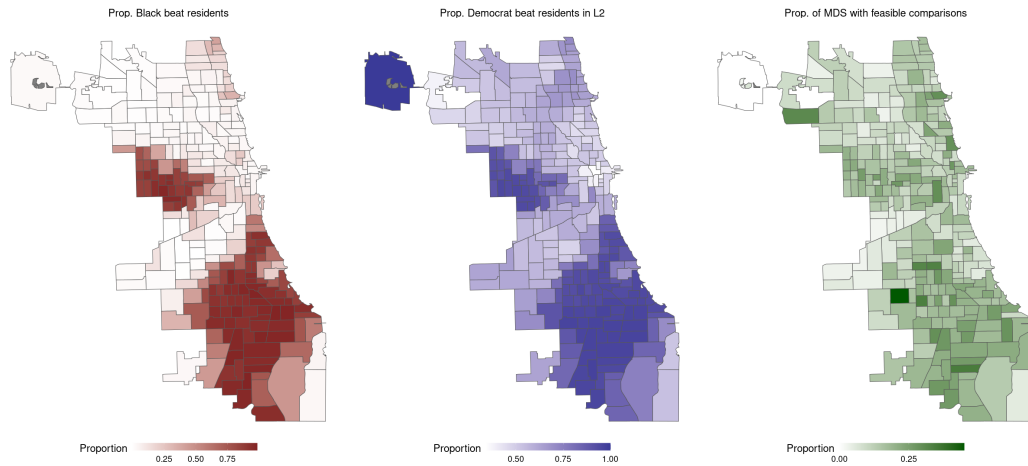 Prop. Black beat residents
Prop. Democrat beat residents in L2
Prop. of MDS with feasible comparisons
Proportion
0.25 0.50 0.75
Proportion
0.50 0.75 1.00
Proportion
0.00 0.25